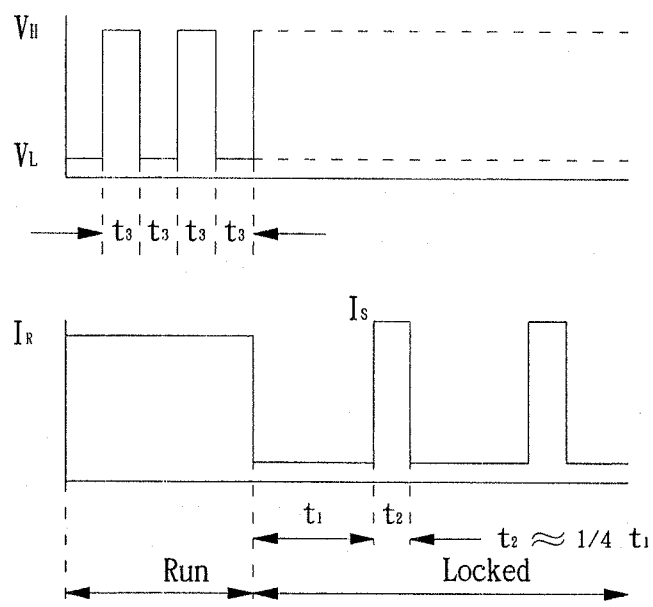 VH
VL
t3 t3 t3 t3
IR
IS
t1 t2 t2 ≈ 1/4 t1
Run Locked